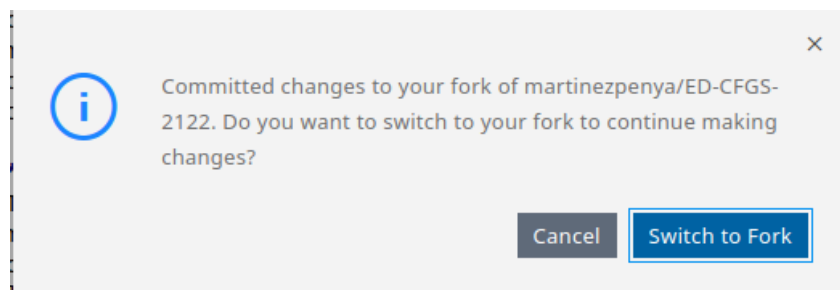 Committed changes to your fork of martinezpenya/ED-CFGS-
2122. Do you want to switch to your fork to continue making
changes?
Cancel
Switch to Fork